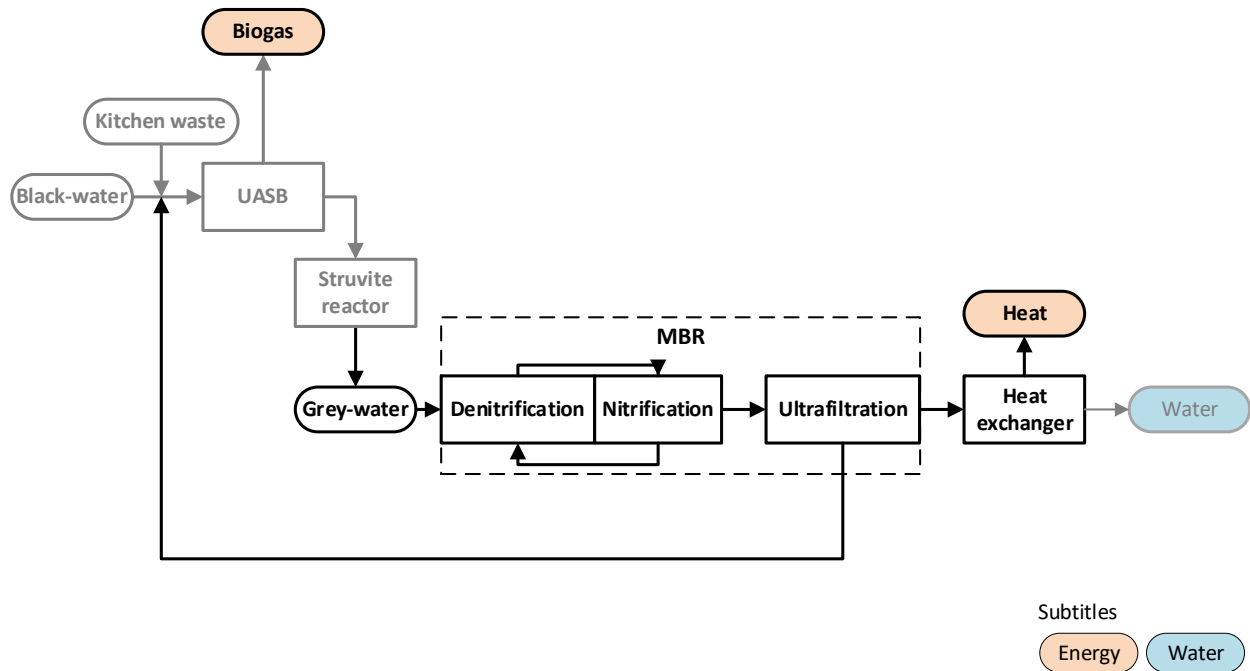 Biogas
Kitchen waste
Black-water
UASB
Struvite
reactor
Heat
MBR
Grey-water
Denitrification
Nitrification
Ultrafiltration
Heat
exchanger
Water
Subtitles
Energy
Water